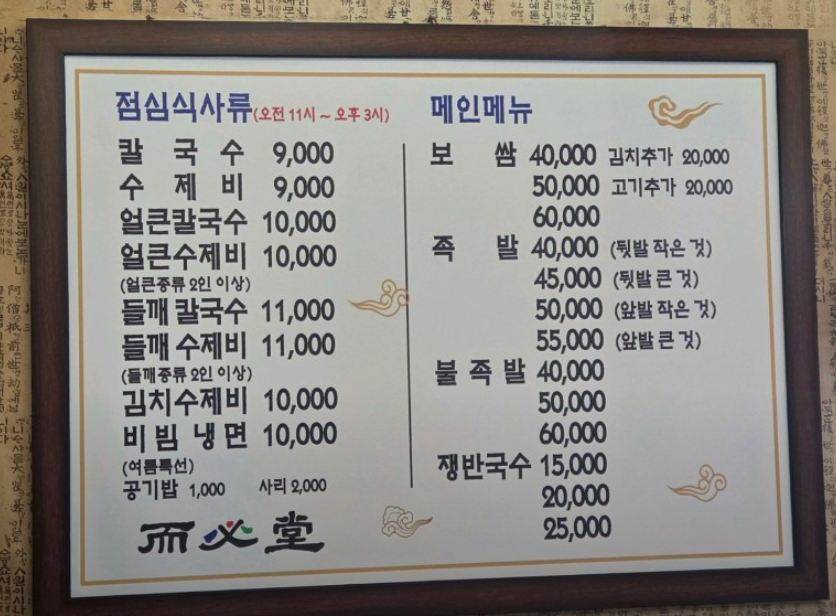 점심식사류(오전 11시 ~ 오후 3시)
칼 국 수 9,000
수 제 비 9,000
얼큰칼국수 10,000
얼큰수제비 10,000
(얼큰종류 2인 이상)
들깨 칼국수 11,000
들깨 수제비 11,000
(들깨종류 2인 이상)
김치수제비 10,000
비 빔 냉 면 10,000
(여름특선)
공기밥 1,000 사리 2,000
而必堂
메인메뉴
보 쌈 40,000 김치추가 20,000
50,000 고기추가 20,000
60,000
족 발 40,000 (뒷발 작은 것)
45,000 (뒷발 큰 것)
50,000 (앞발 작은 것)
55,000 (앞발 큰 것)
불 족 발 40,000
50,000
60,000
쟁반국수 15,000
20,000
25,000